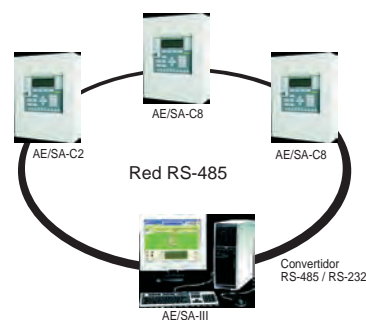 AE/SA-C8
AE/SA-C2
AE/SA-C8
Red RS-485
Convertidor
RS-485 / RS-232
AE/SA-III